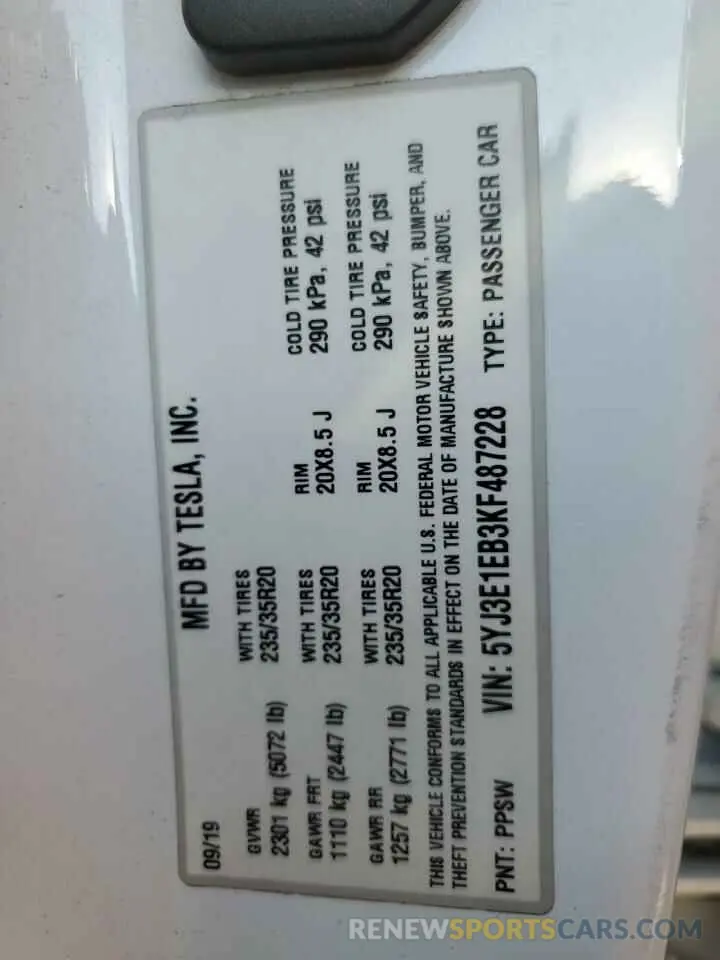 MFD BY TESLA, INC.
09/19
GVWR WITH TIRES
2301 kg (5072 lb) 235/35R20
GAWR FRT WITH TIRES RIM COLD TIRE PRESSURE
1110 kg (2447 lb) 235/35R20 20X8.5 J 290 kPa, 42 psi
GAWR RR WITH TIRES RIM COLD TIRE PRESSURE
1257 kg (2771 lb) 235/35R20 20X8.5 J 290 kPa, 42 psi
THIS VEHICLE CONFORMS TO ALL APPLICABLE U.S. FEDERAL MOTOR VEHICLE SAFETY, BUMPER, AND
THEFT PREVENTION STANDARDS IN EFFECT ON THE DATE OF MANUFACTURE SHOWN ABOVE.
PNT: PPSW VIN: 5YJ3E1EB3KF487228 TYPE: PASSENGER CAR
RENEWSPORTSCARS.COM